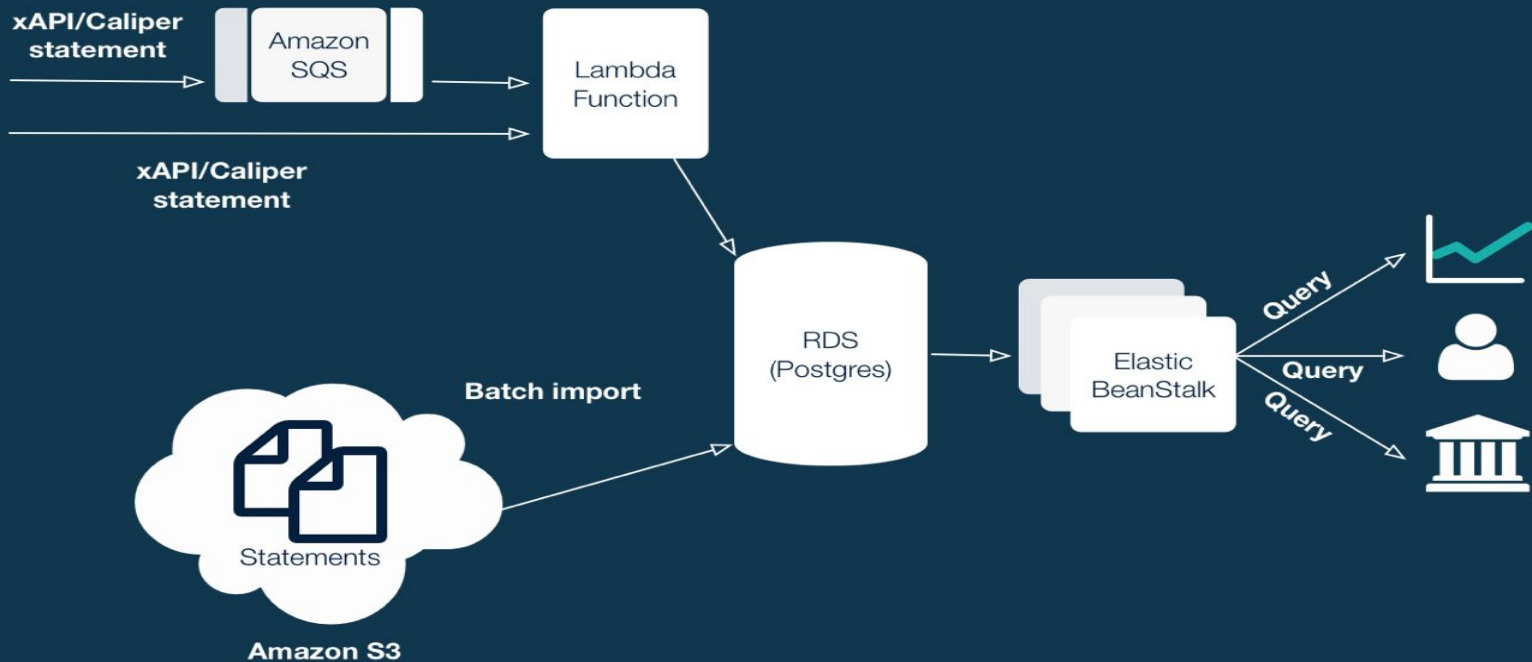 xAPI/Caliper
statement
Amazon
SQS
Lambda
Function
xAPI/Caliper
statement
RDS
(Postgres)
Elastic
BeanStalk
Query
Query
Query
Batch import
Statements
Amazon S3